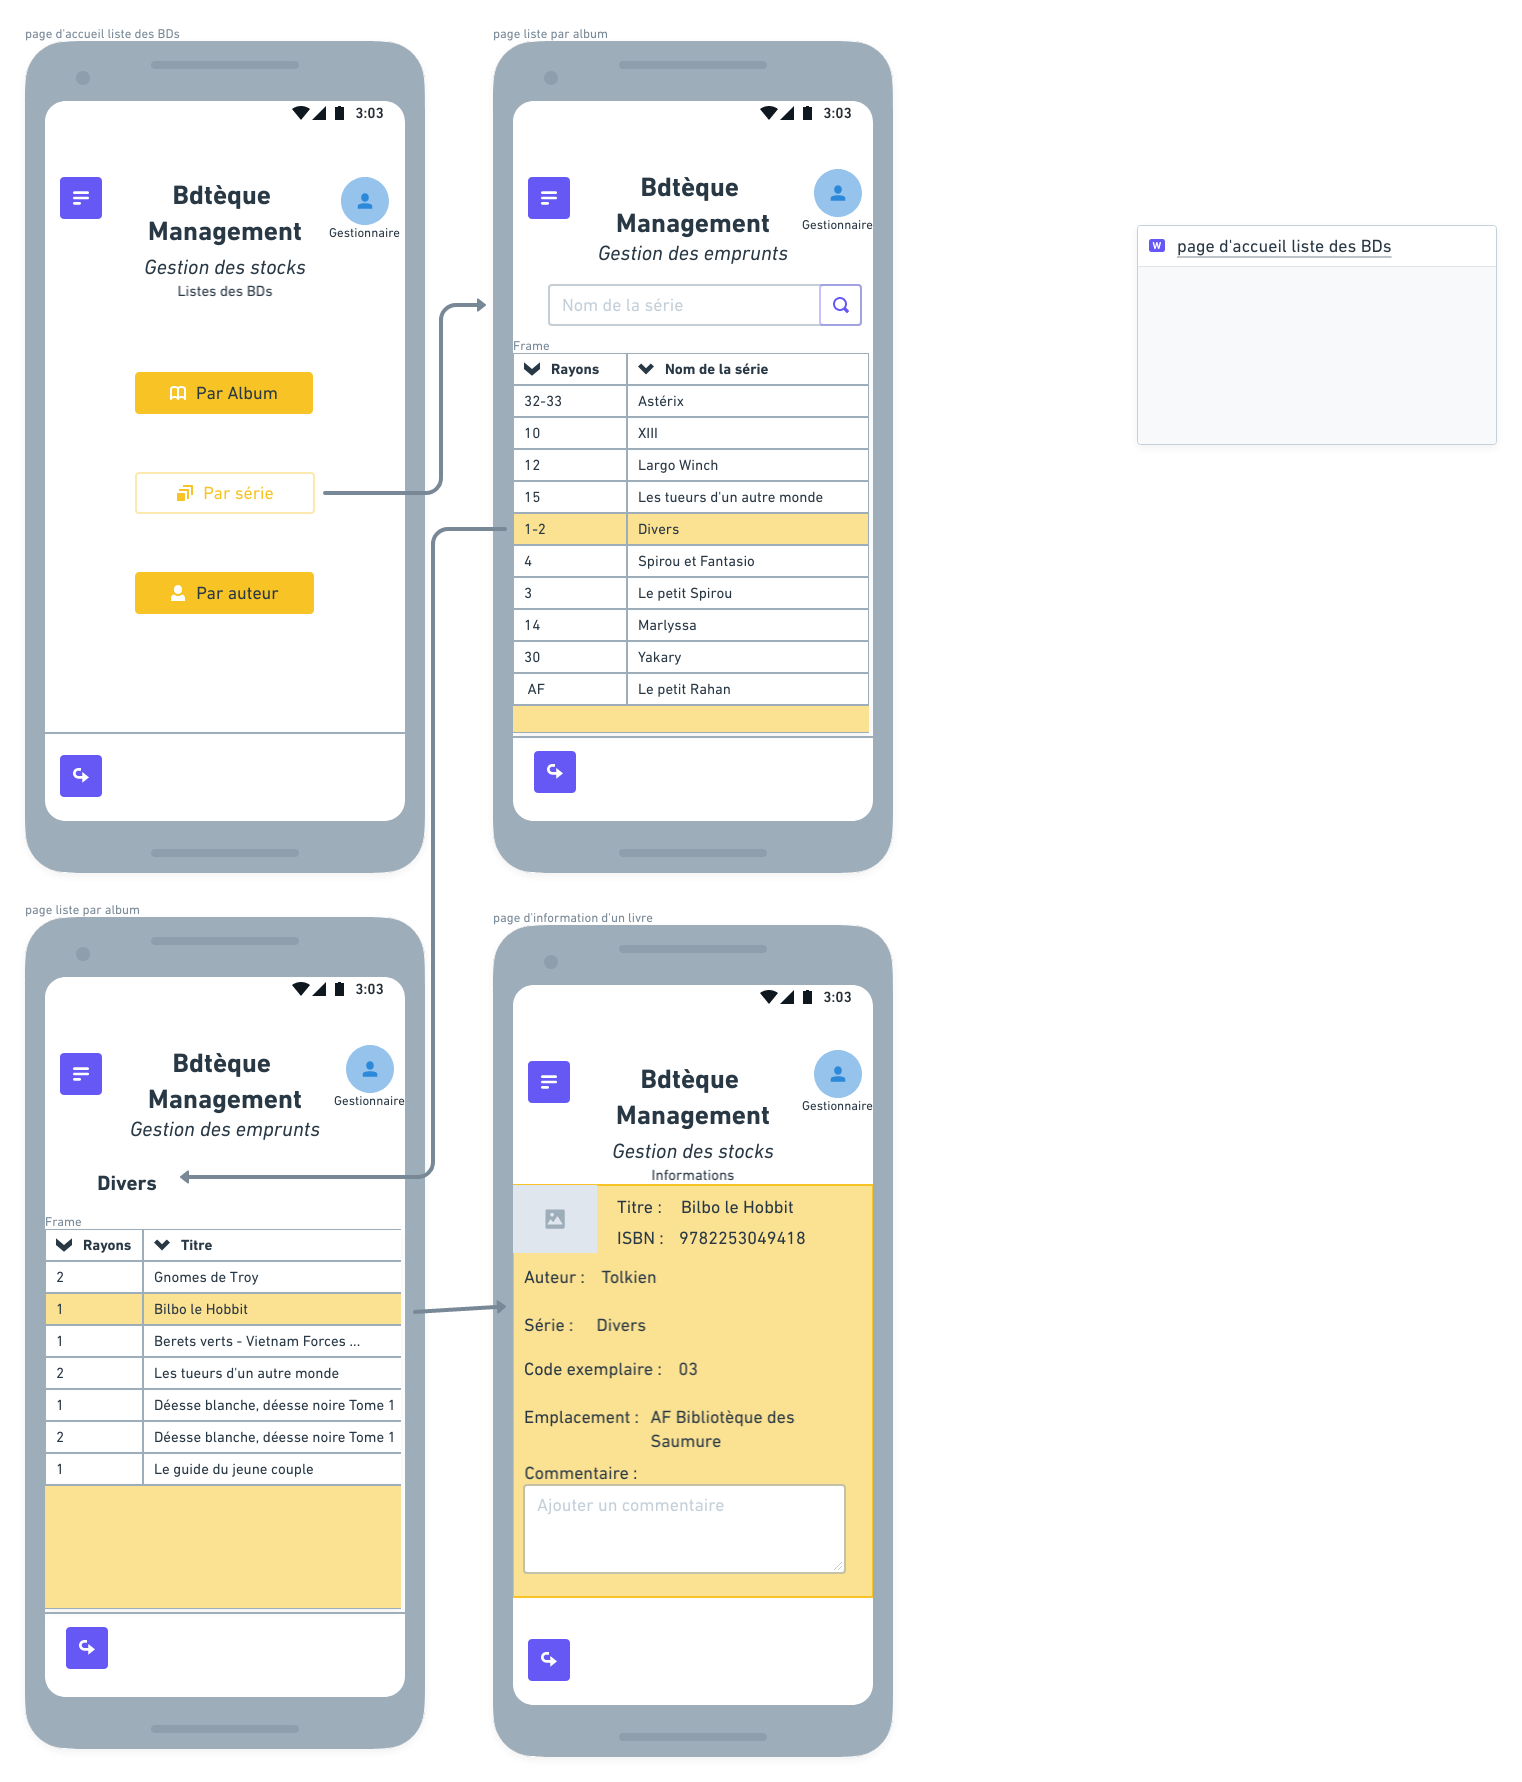 page d'accueil liste des BDs
3:03
Bdtèque
Management
Gestionnaire
Gestion des stocks
Listes des BDs
Par Album
Par série
Par auteur
page liste par album
3:03
Bdtèque
Management
Gestionnaire
Gestion des emprunts
Nom de la série
Frame
Rayons Nom de la série
32-33 Astérix
10 XIII
12 Largo Winch
15 Les tueurs d'un autre monde
1-2 Divers
4 Spirou et Fantasio
3 Le petit Spirou
14 Marlyssa
30 Yakary
AF Le petit Rahan
W page d'accueil liste des BDs
page liste par album
3:03
Bdtèque
Management
Gestionnaire
Gestion des emprunts
Divers
Frame
Rayons Titre
2 Gnomes de Troy
1 Bilbo le Hobbit
1 Berets verts - Vietnam Forces ...
2 Les tueurs d'un autre monde
1 Déesse blanche, déesse noire Tome 1
2 Déesse blanche, déesse noire Tome 1
1 Le guide du jeune couple
page d'information d'un livre
3:03
Bdtèque
Management
Gestionnaire
Gestion des stocks
Informations
Titre : Bilbo le Hobbit
ISBN : 9782253049418
Auteur : Tolkien
Série : Divers
Code exemplaire : 03
Emplacement : AF Bibliotèque des
Saumure
Commentaire :
Ajouter un commentaire